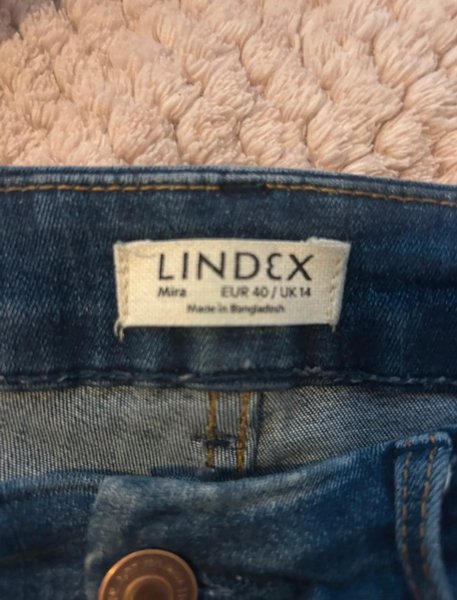 LINDEX
Mira EUR 40 / UK 14
Made in Bangladesh